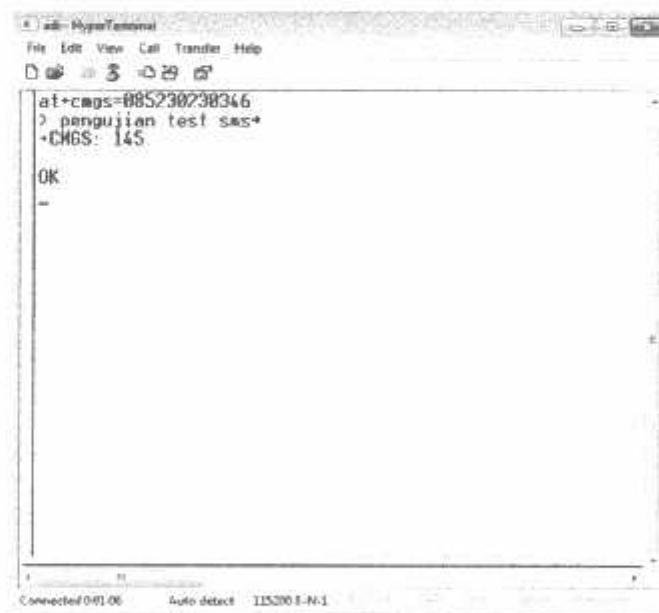 adi - HyperTerminal
File Edit View Call Transfer Help
at+cmgs=085230230346
> pengujian test sms→
+CMGS: 145
OK
_
Connected 0:01:06 Auto detect 115200 8-N-1